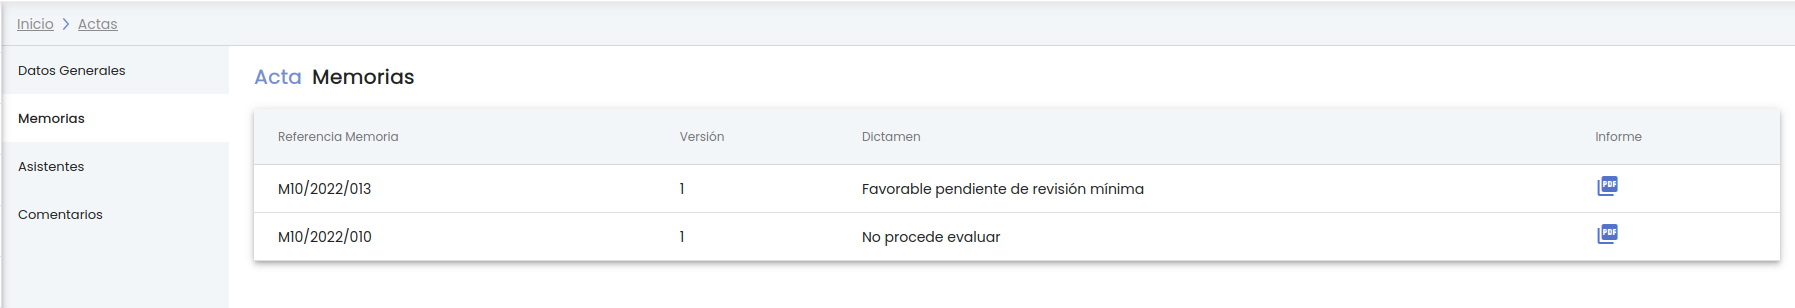 Inicio > Actas
Datos Generales
Memorias
Asistentes
Comentarios
Acta Memorias
Referencia Memoria Versión Dictamen Informe
M10/2022/013 1 Favorable pendiente de revisión mínima PDF
M10/2022/010 1 No procede evaluar PDF